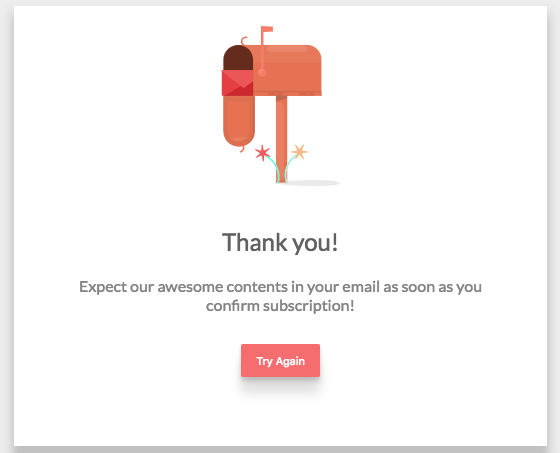 Thank you!
Expect our awesome contents in your email as soon as you
confirm subscription!
Try Again